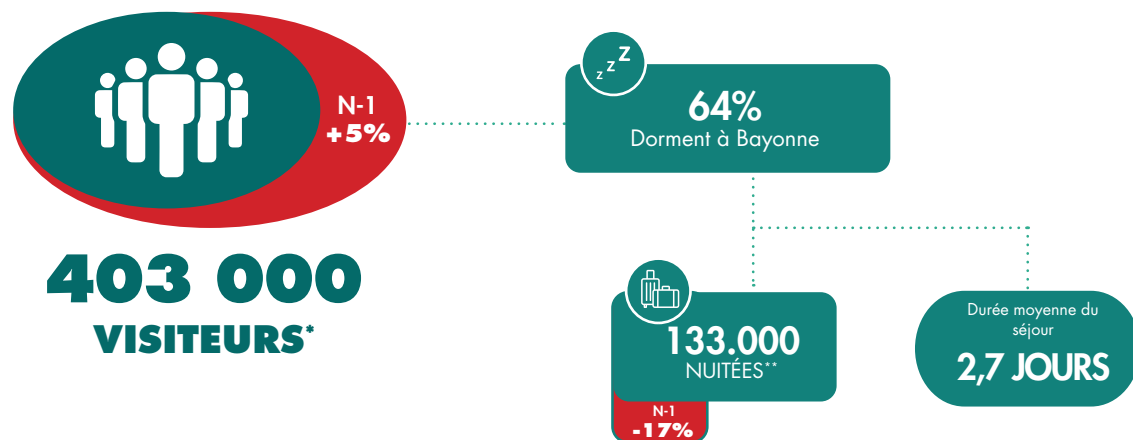 N-1
+5%
403 000
VISITEURS*
z z Z
64%
Dorment à Bayonne
133.000
NUITÉES**
N-1
-17%
Durée moyenne du
séjour
2,7 JOURS